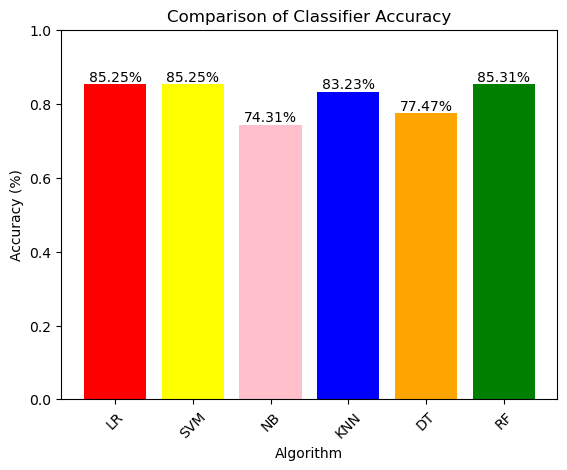 Comparison of Classifier Accuracy
1.0
85.25%
85.25%
74.31%
83.23%
77.47%
85.31%
0.8
0.6
0.4
0.2
0.0
Accuracy (%)
LR
SVM
NB
KNN
DT
RF
Algorithm